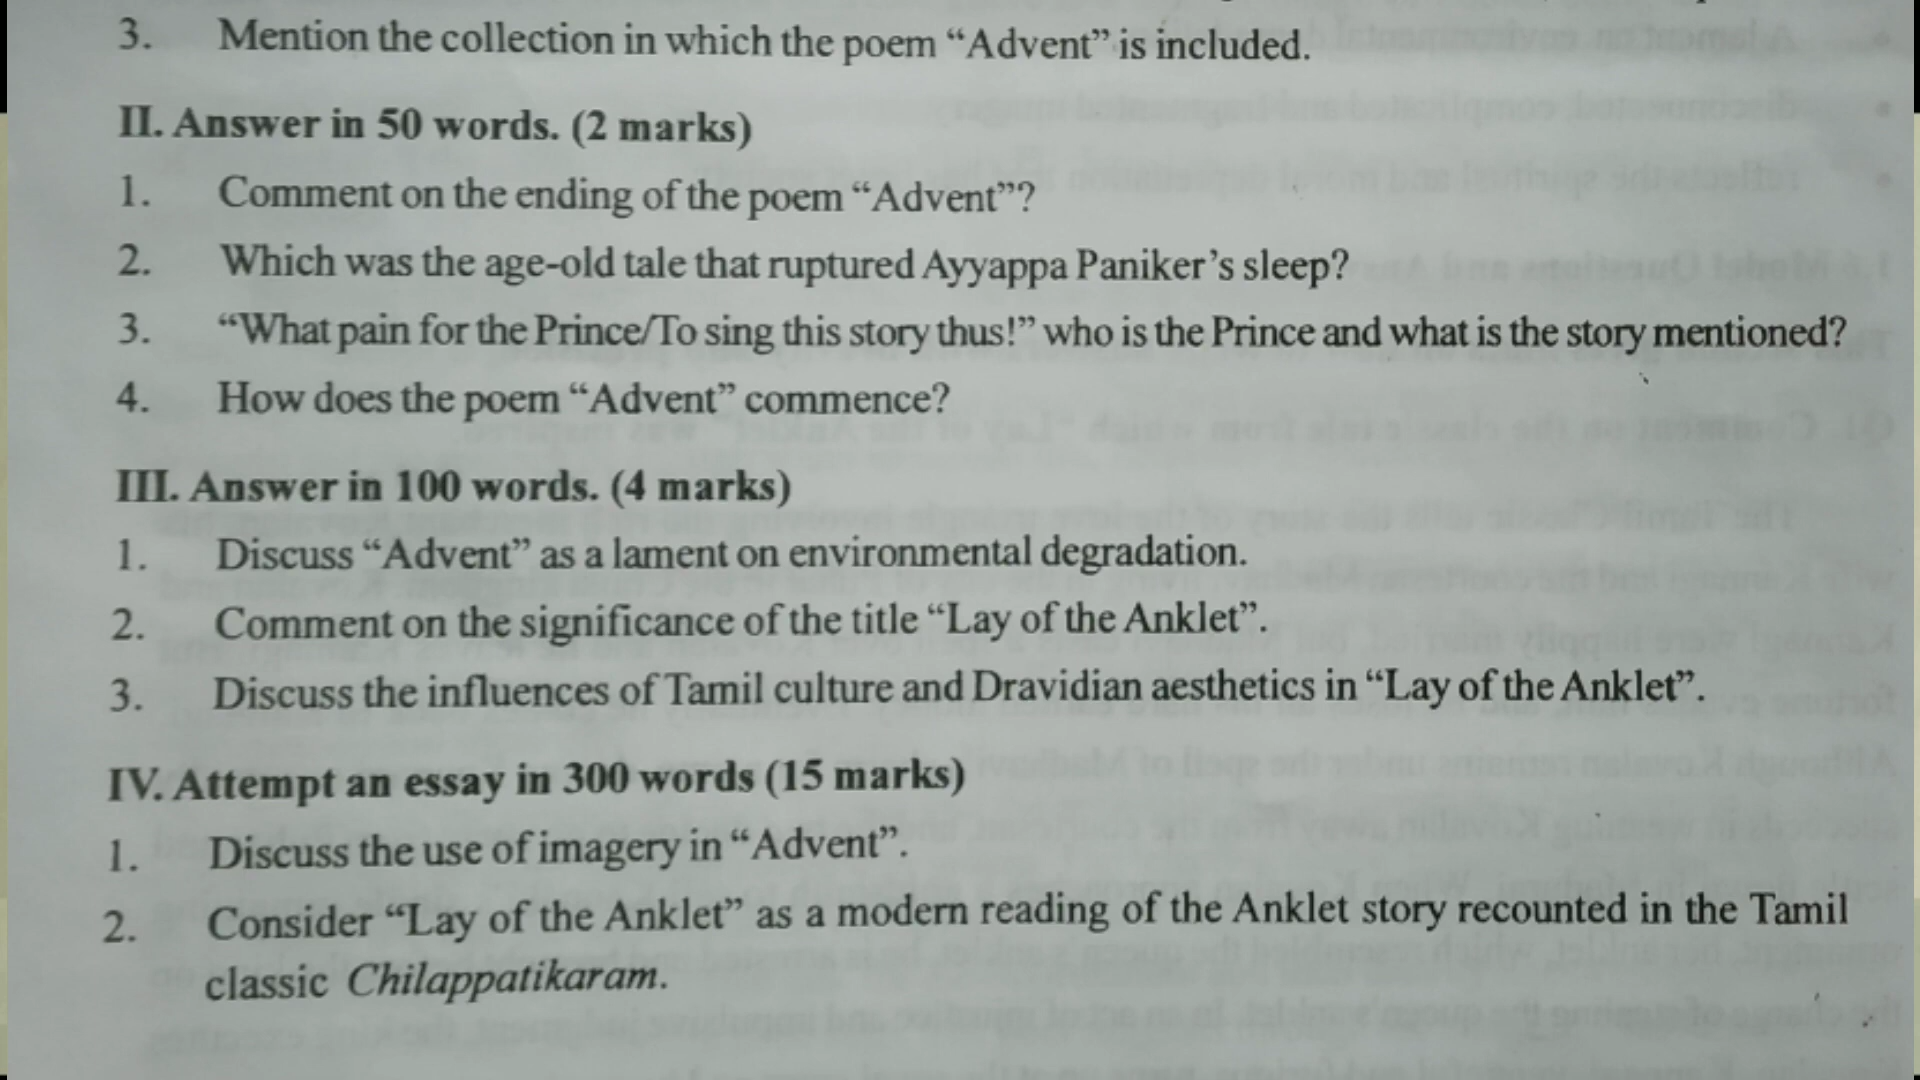 3. Mention the collection in which the poem “Advent” is included.
II. Answer in 50 words. (2 marks)
1. Comment on the ending of the poem “Advent”?
2. Which was the age-old tale that ruptured Ayyappa Paniker’s sleep?
3. “What pain for the Prince/To sing this story thus!” who is the Prince and what is the story mentioned?
4. How does the poem “Advent” commence?
III. Answer in 100 words. (4 marks)
1. Discuss “Advent” as a lament on environmental degradation.
2. Comment on the significance of the title “Lay of the Anklet”.
3. Discuss the influences of Tamil culture and Dravidian aesthetics in “Lay of the Anklet”.
IV. Attempt an essay in 300 words (15 marks)
1. Discuss the use of imagery in “Advent”.
2. Consider “Lay of the Anklet” as a modern reading of the Anklet story recounted in the Tamil
classic Chilappatikaram.